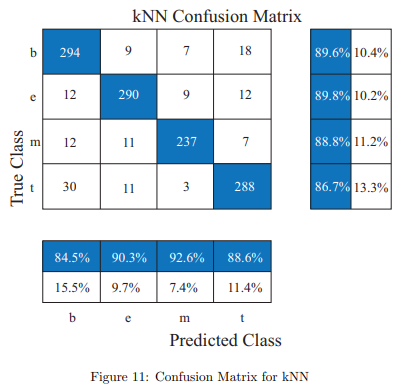 kNN Confusion Matrix
b 294 9 7 18 89.6% 10.4%
e 12 290 9 12 89.8% 10.2%
m 12 11 237 7 88.8% 11.2%
t 30 11 3 288 86.7% 13.3%
True Class
84.5% 90.3% 92.6% 88.6%
15.5% 9.7% 7.4% 11.4%
b e m t
Predicted Class
Figure 11: Confusion Matrix for kNN